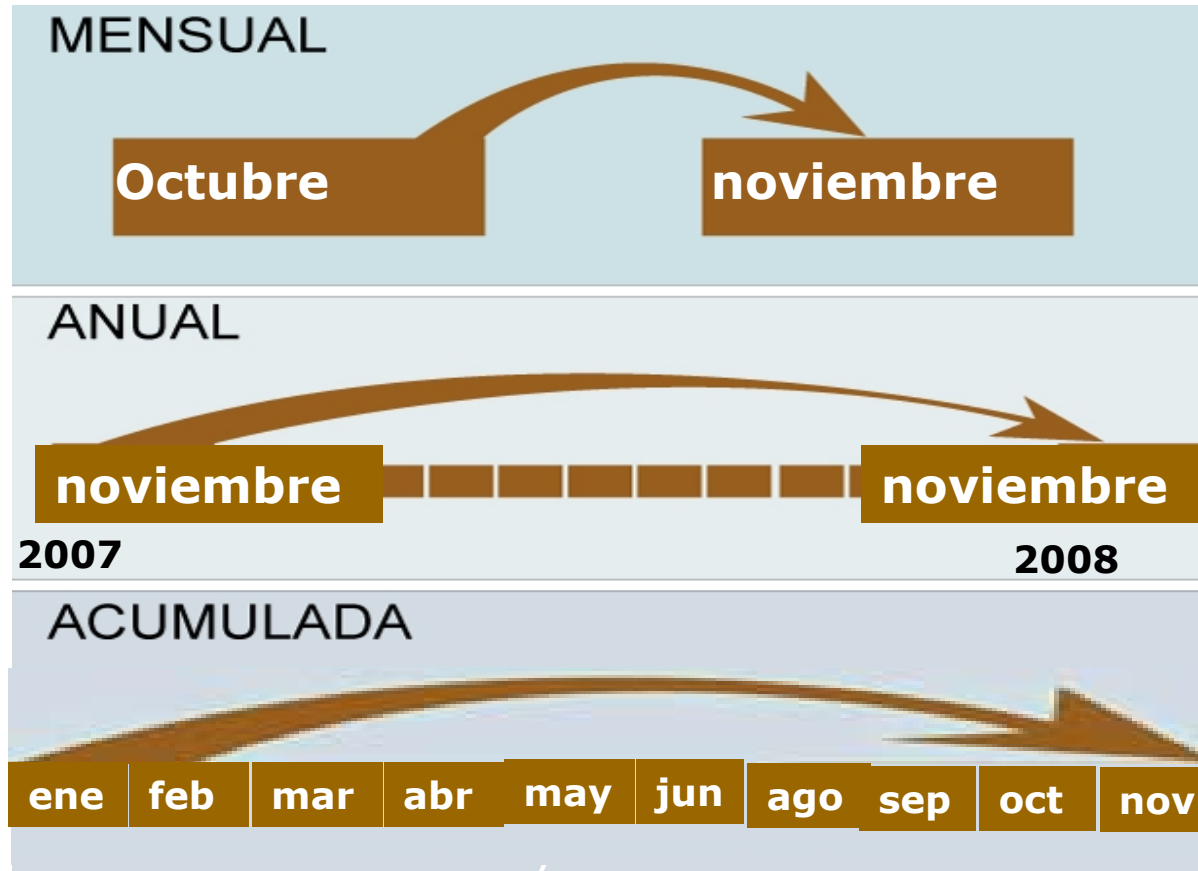 MENSUAL
Octubre noviembre
ANUAL
noviembre noviembre
2007 2008
ACUMULADA
ene feb mar abr may jun ago sep oct nov